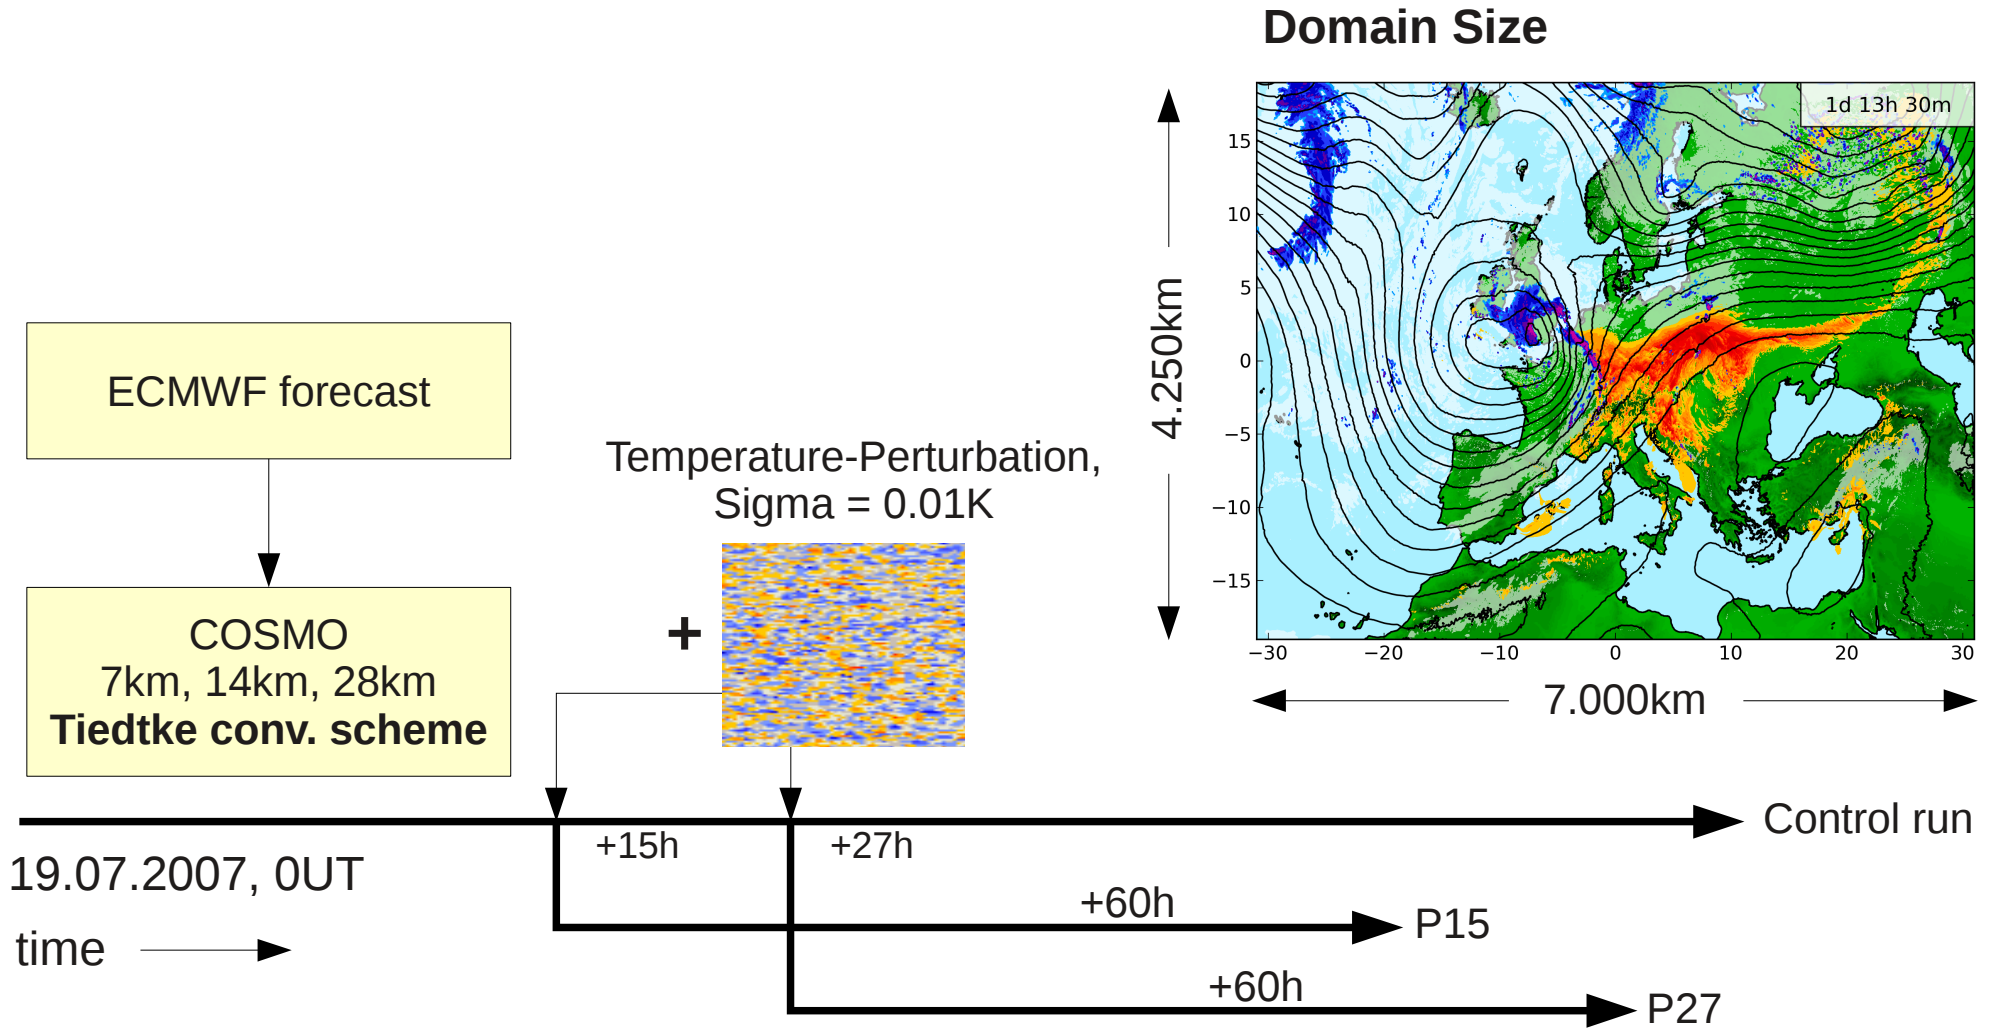 Domain Size
1d 13h 30m
15
10
5
0
−5
−10
−15
−30
−20
−10
0
10
20
30
4.250km
7.000km
ECMWF forecast
COSMO
7km, 14km, 28km
Tiedtke conv. scheme
Temperature-Perturbation,
Sigma = 0.01K
+
Control run
+15h
+27h
19.07.2007, 0UT
time
+60h
P15
+60h
P27